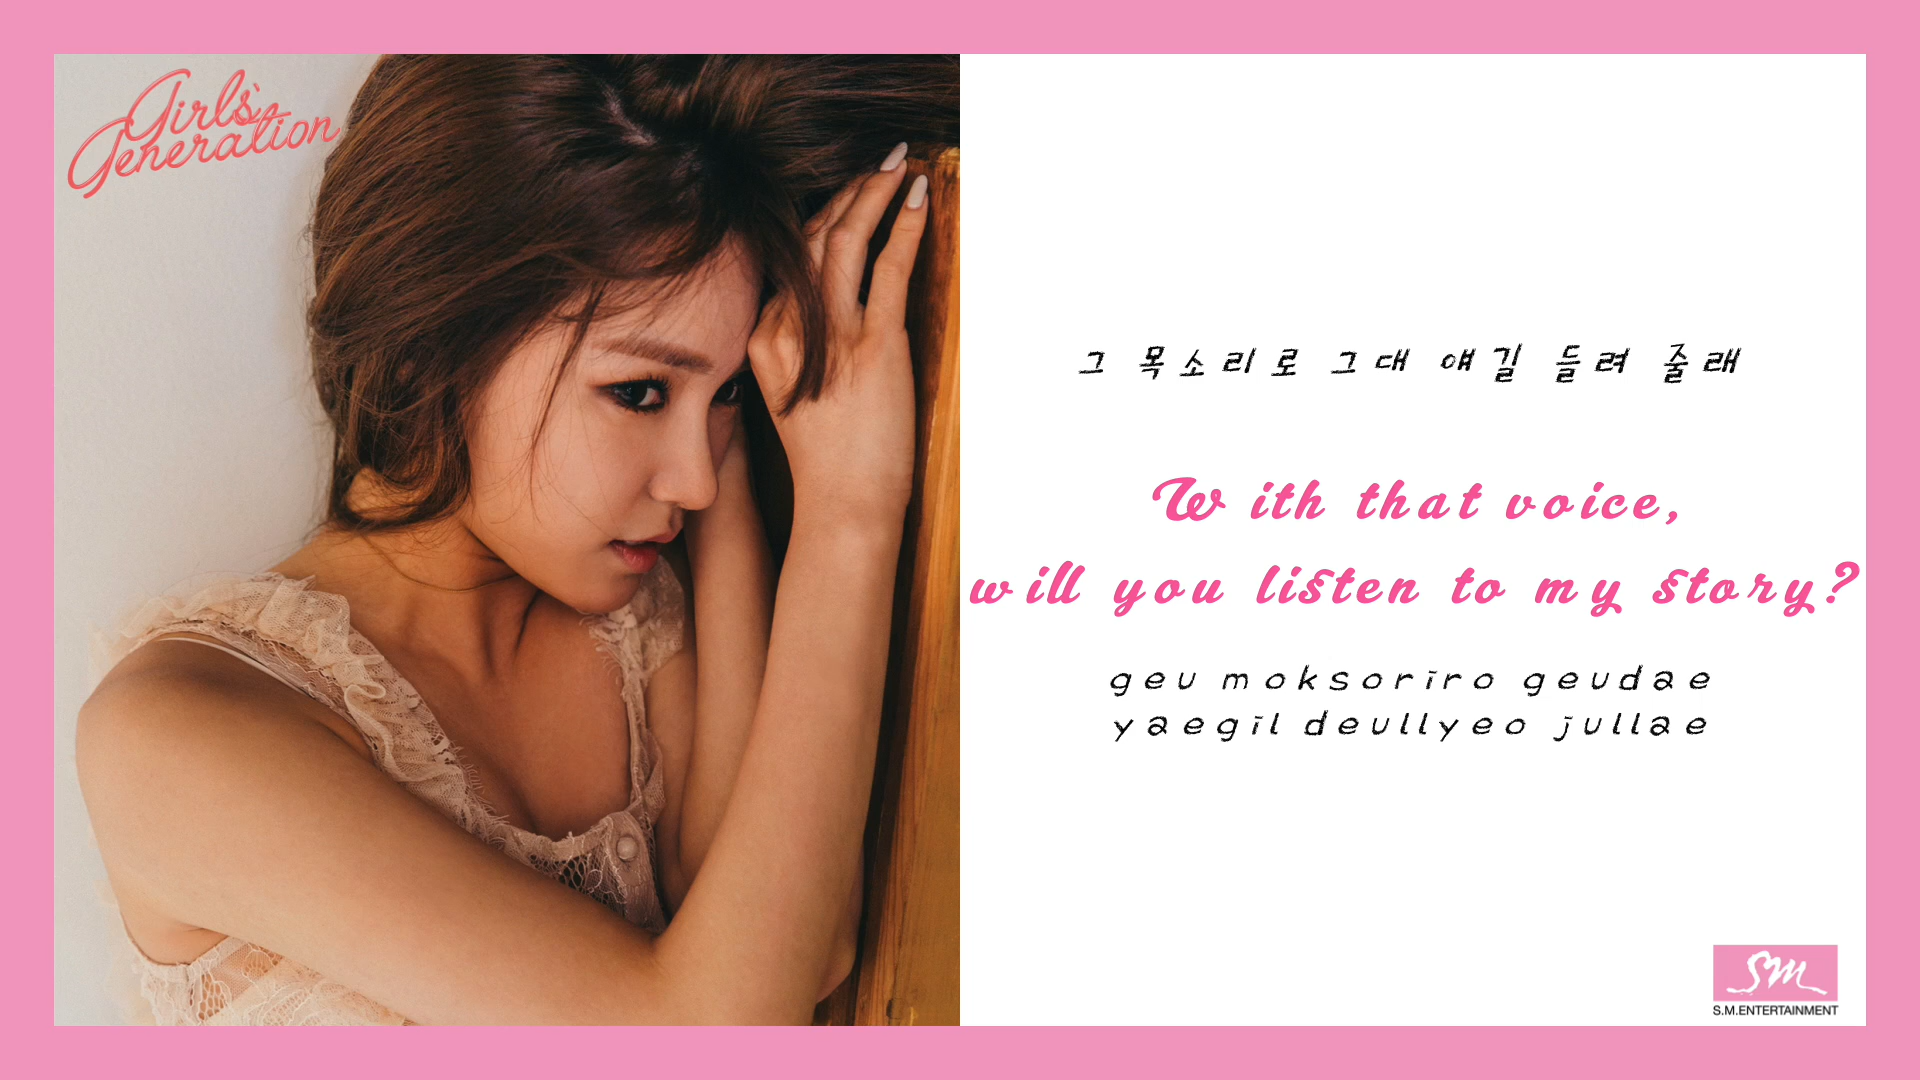 Girls'
Generation
그 목소리로 그대 얘길 들려 줄래
With that voice,
will you listen to my story?
geu moksoriro geudae
yaegil deullyeo jullae
SM
S.M.ENTERTAINMENT